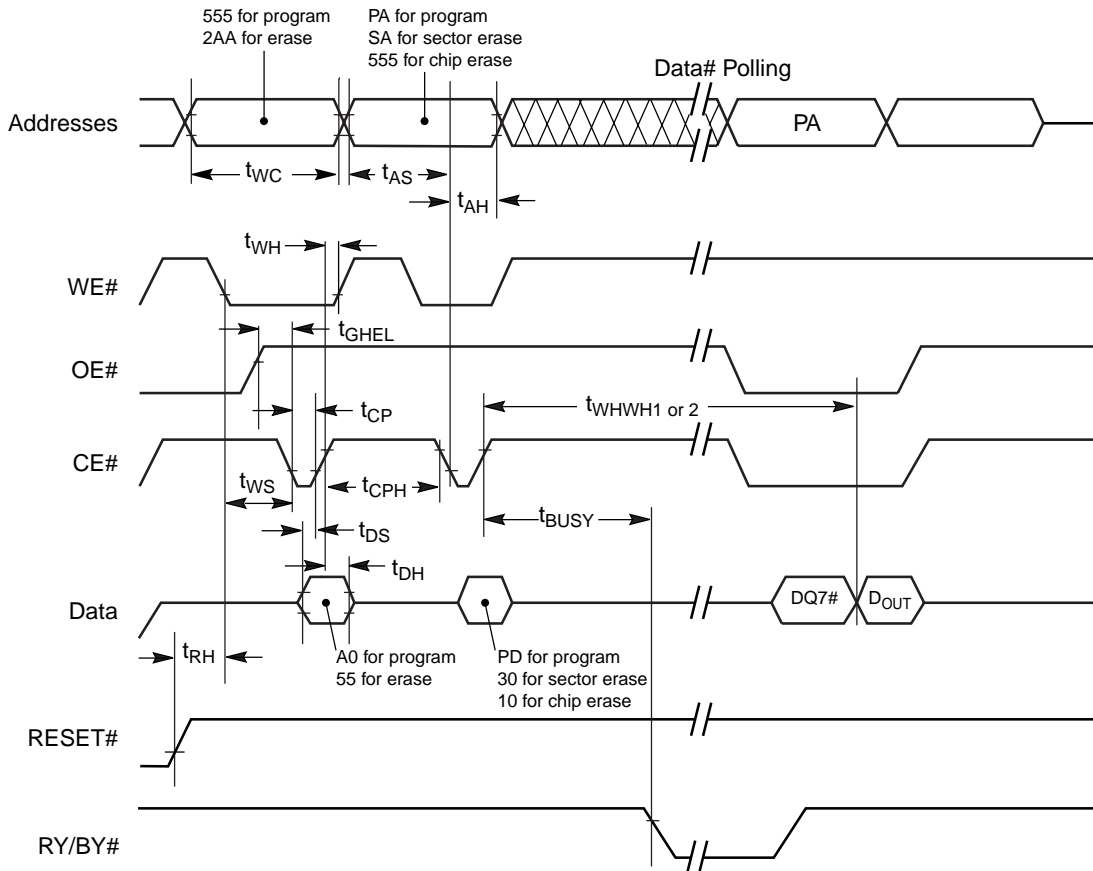 555 for program
2AA for erase
PA for program
SA for sector erase
555 for chip erase
Data# Polling
Addresses
PA
tWC
tAS
tAH
tWH
WE#
tGHEL
OE#
tCP
tWHWH1 or 2
CE#
tWS
tCPH
tBUSY
tDS
tDH
Data
DQ7#
DOUT
tRH
A0 for program
55 for erase
PD for program
30 for sector erase
10 for chip erase
RESET#
RY/BY#